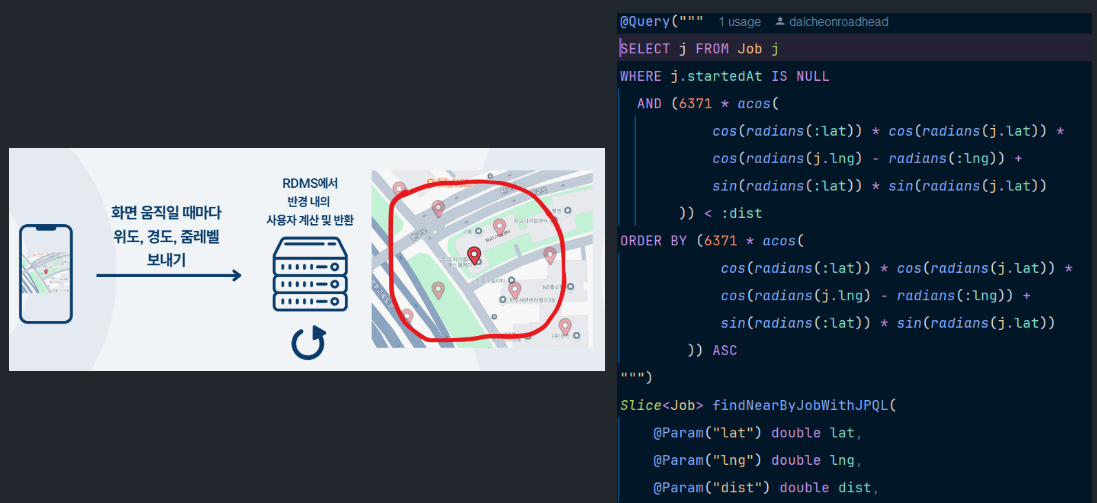 화면 움직일 때마다
위도, 경도, 줌레벨
보내기
RDMS에서
반경 내의
사용자 계산 및 반환
@Query(""" 1 usage dalcheonroadhead
SELECT j FROM Job j
WHERE j.startedAt IS NULL
AND (6371 * acos(
cos(radians(:lat)) * cos(radians(j.lat)) *
cos(radians(j.lng) - radians(:lng)) +
sin(radians(:lat)) * sin(radians(j.lat))
)) < :dist
ORDER BY (6371 * acos(
cos(radians(:lat)) * cos(radians(j.lat)) *
cos(radians(j.lng) - radians(:lng)) +
sin(radians(:lat)) * sin(radians(j.lat))
)) ASC
""")
Slice<Job> findNearByJobWithJPQL(
@Param("lat") double lat,
@Param("lng") double lng,
@Param("dist") double dist,